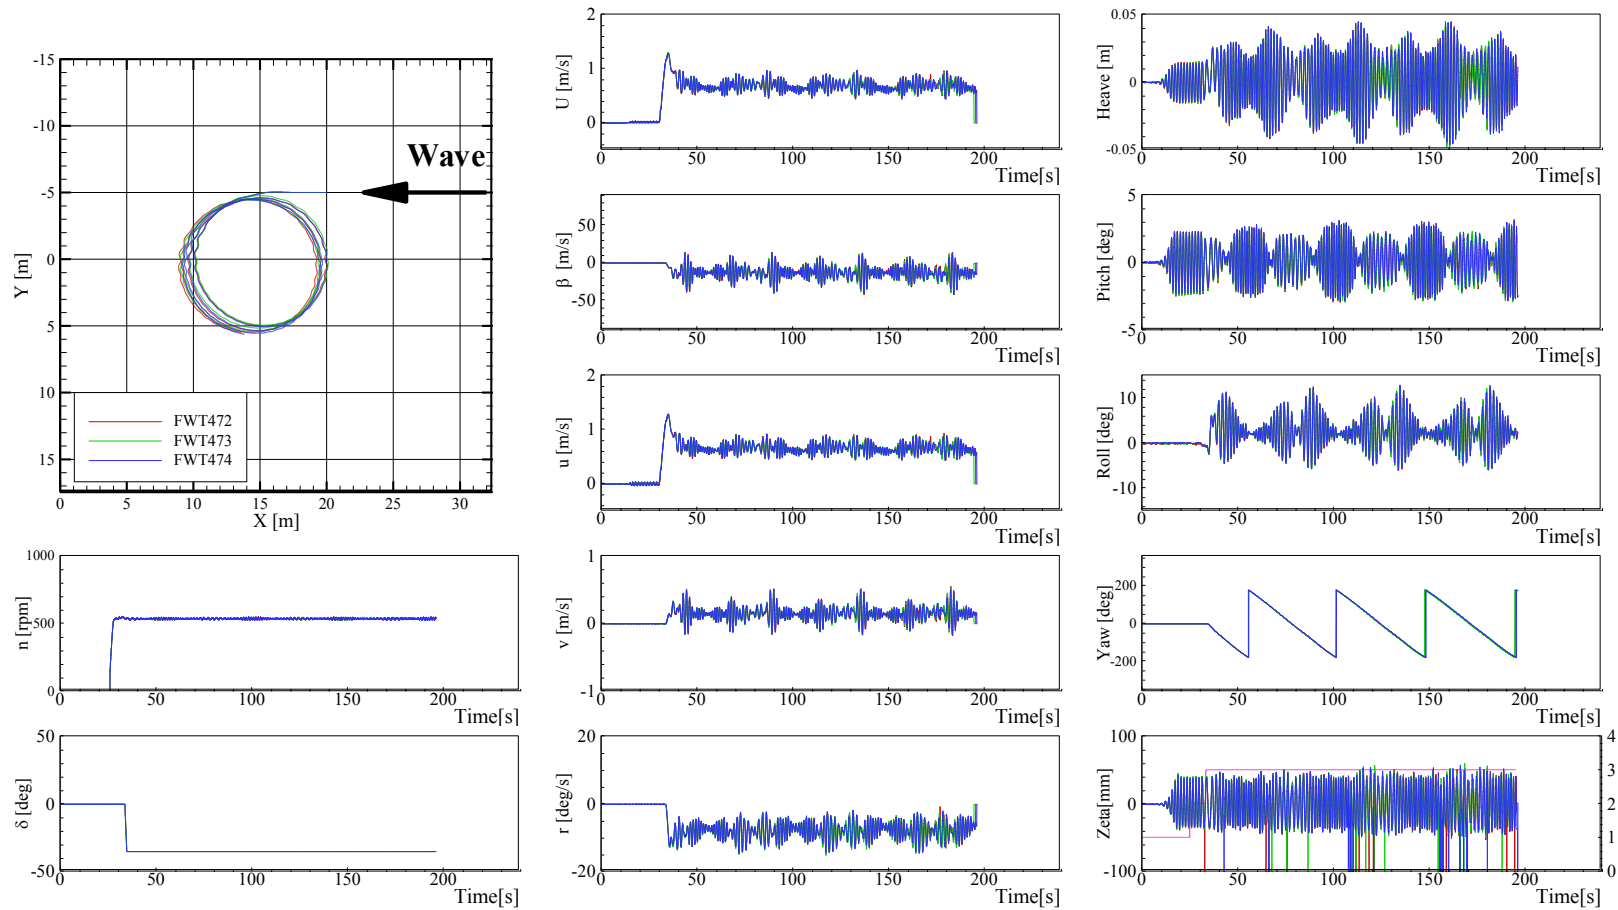 -15
-10
-5
0
5
10
15
Y [m]
Wave
FWT472
FWT473
FWT474
0 5 10 15 20 25 30
X [m]
1000
500
0
n [rpm]
0 50 100 150 200
Time[s]
50
0
-50
δ [deg]
0 50 100 150 200
Time[s]
2
1
0
U [m/s]
0 50 100 150 200
Time[s]
50
0
-50
β [m/s]
0 50 100 150 200
Time[s]
2
1
0
u [m/s]
0 50 100 150 200
Time[s]
1
0
-1
v [m/s]
0 50 100 150 200
Time[s]
20
0
-20
r [deg/s]
0 50 100 150 200
Time[s]
0.05
0
-0.05
Heave [m]
0 50 100 150 200
Time[s]
5
0
-5
Pitch [deg]
0 50 100 150 200
Time[s]
10
0
-10
Roll [deg]
0 50 100 150 200
Time[s]
200
0
-200
Yaw [deg]
0 50 100 150 200
Time[s]
100
0
-100
Zeta[mm]
4
3
2
1
0
0 50 100 150 200
Time[s]